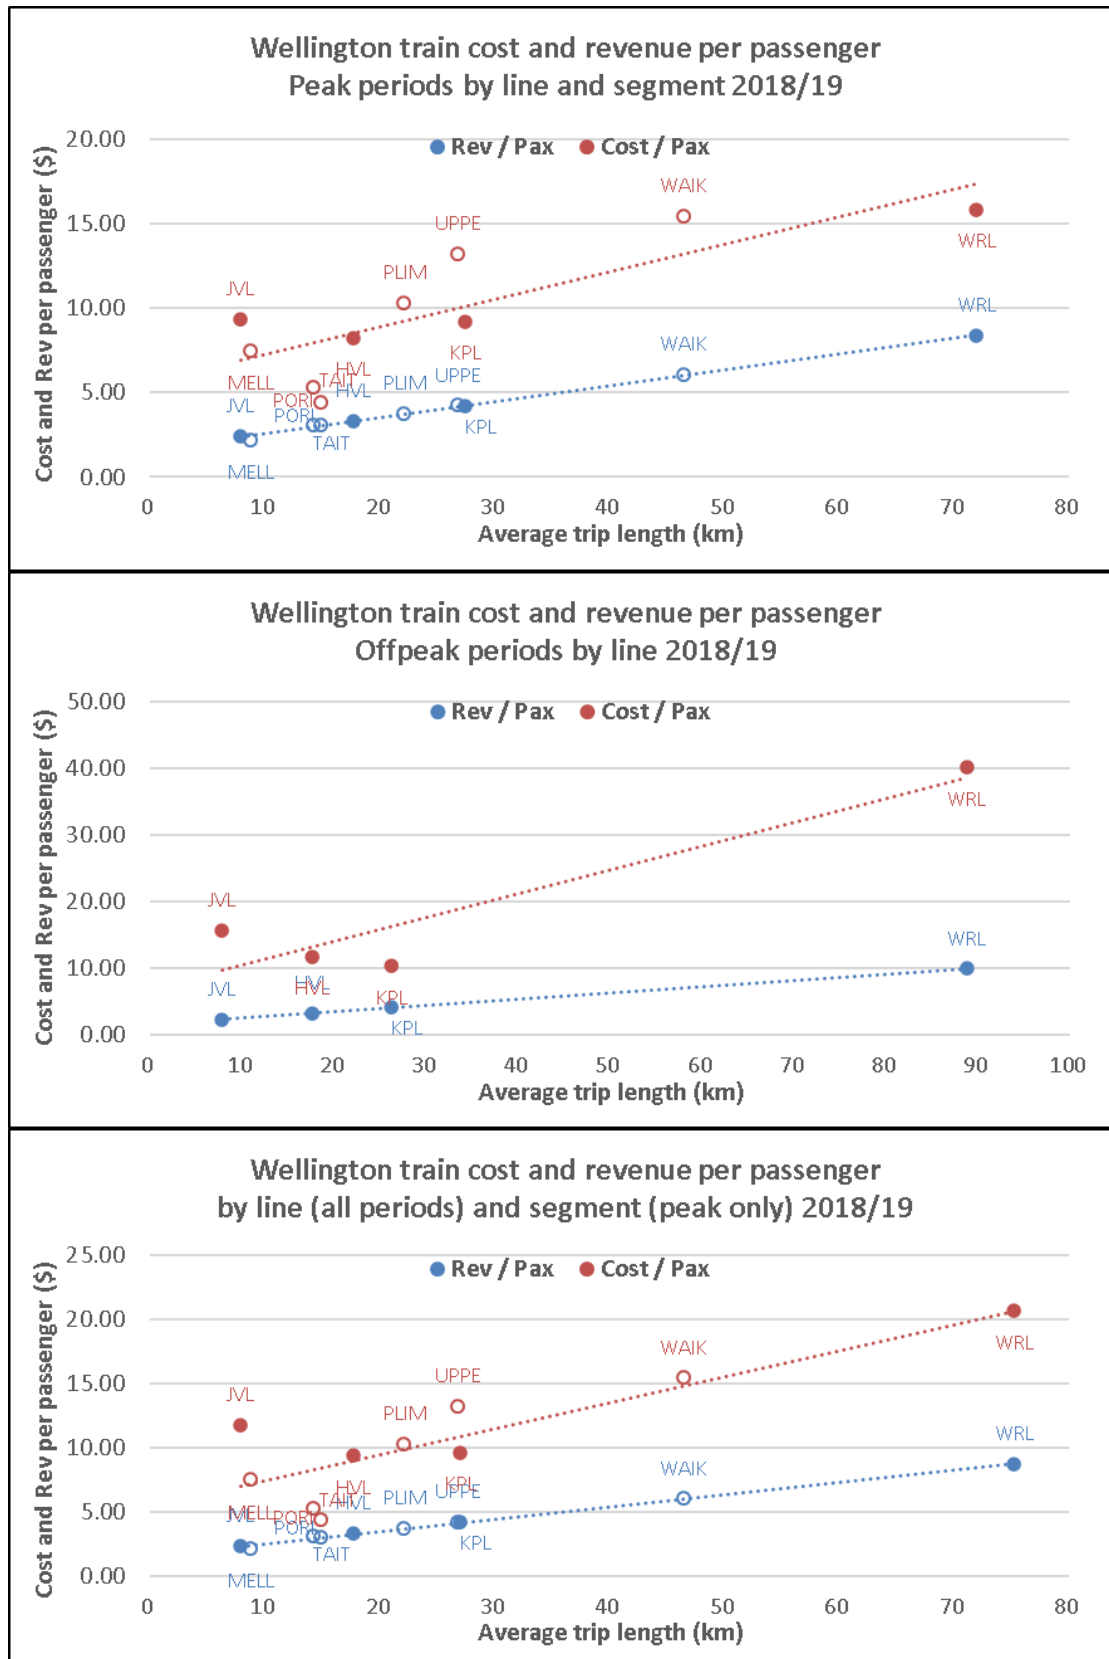 Wellington train cost and revenue per passenger
Peak periods by line and segment 2018/19
Cost and Rev per passenger ($)
20.00
15.00
10.00
5.00
0.00
Rev / Pax Cost / Pax
WAIK
UPPE
WRL
PLIM
JVL
WRL
WAIK
KPL
HVL
TAIT
MELL
UPPE
PLIM
HVL
PORI
JVL
PORI
KPL
TAIT
MELL
0 10 20 30 40 50 60 70 80
Average trip length (km)
Wellington train cost and revenue per passenger
Offpeak periods by line 2018/19
Cost and Rev per passenger ($)
50.00
40.00
30.00
20.00
10.00
0.00
Rev / Pax Cost / Pax
WRL
JVL
WRL
HVL
JVL
HVL
KPL
KPL
0 10 20 30 40 50 60 70 80 90 100
Average trip length (km)
Wellington train cost and revenue per passenger
by line (all periods) and segment (peak only) 2018/19
Cost and Rev per passenger ($)
25.00
20.00
15.00
10.00
5.00
0.00
Rev / Pax Cost / Pax
WRL
WAIK
UPPE
JVL
PLIM
WRL
WAIK
KPL
HVL
UPPE
PLIM
TAIT
HVL
MELL
PORI
JVL
PORI
KPL
TAIT
MELL
0 10 20 30 40 50 60 70 80
Average trip length (km)